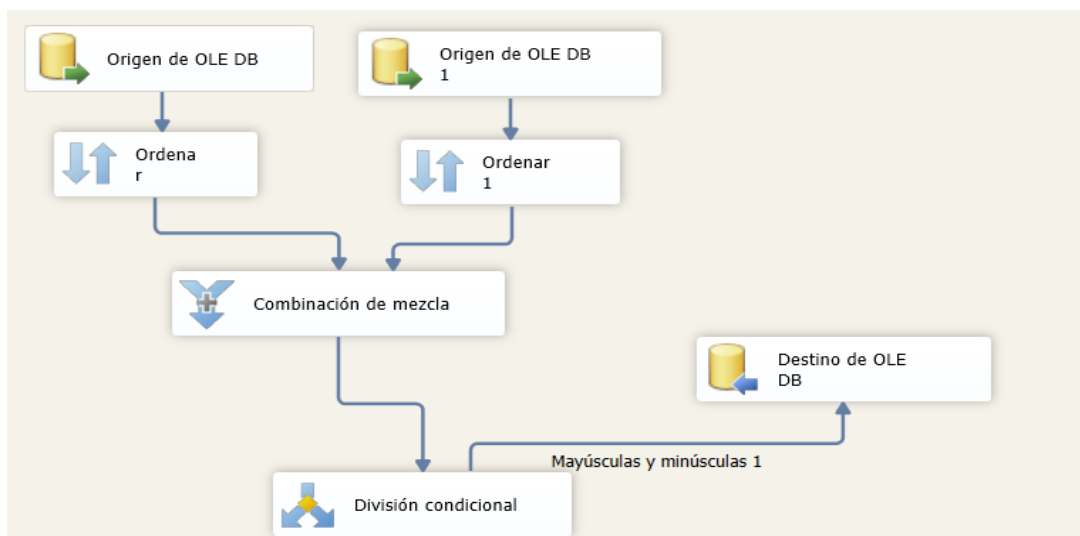 Origen de OLE DB
Origen de OLE DB
1
Ordena
r
Ordenar
1
Combinación de mezcla
Destino de OLE
DB
Mayúsculas y minúsculas 1
División condicional